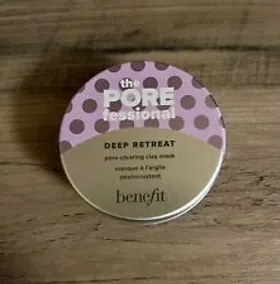 the
PORE
fessional
DEEP RETREAT
pore-clearing clay mask
masque à l'argile
désincrustant
benefit